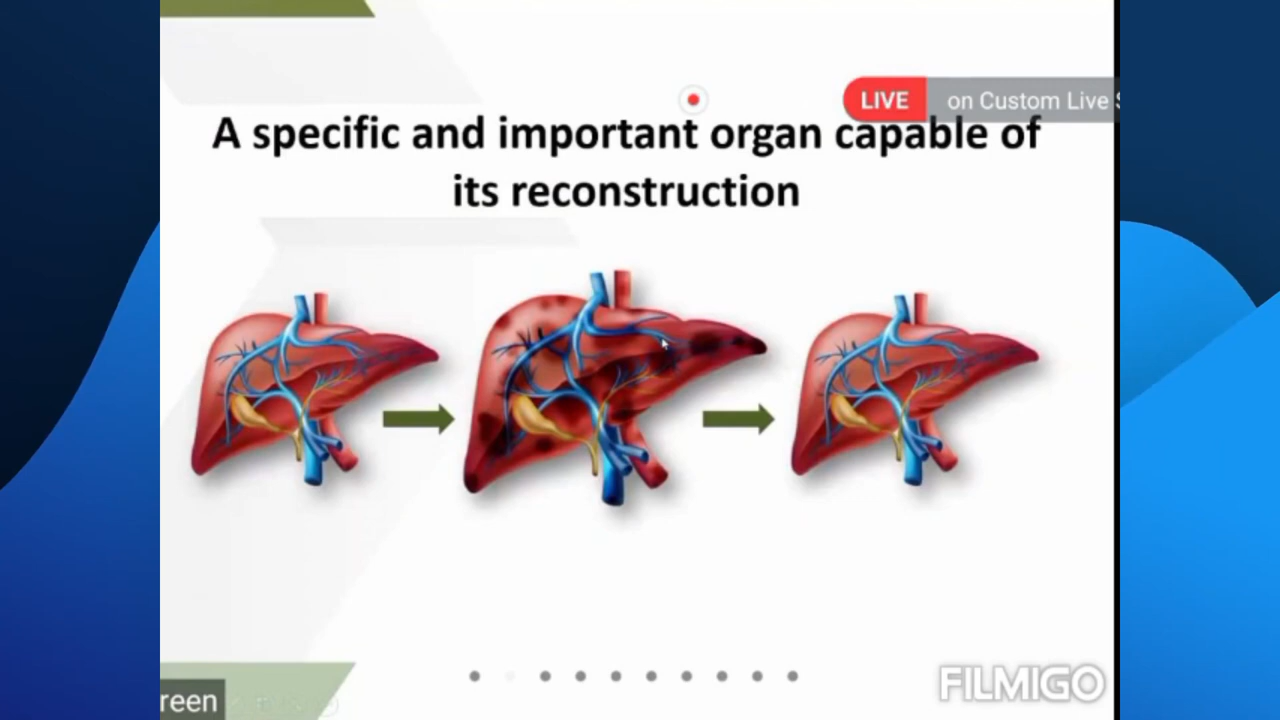 LIVE on Custom Live
A specific and important organ capable of
its reconstruction
reen
FILMIGO